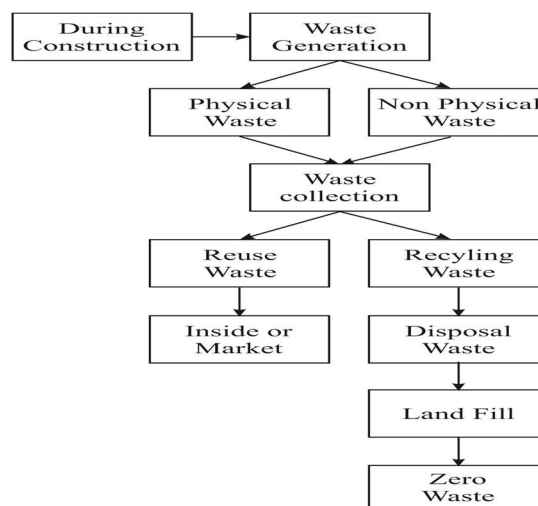 During
Construction
Waste
Generation
Physical
Waste
Non Physical
Waste
Waste
collection
Reuse
Waste
Recyling
Waste
Inside or
Market
Disposal
Waste
Land Fill
Zero
Waste